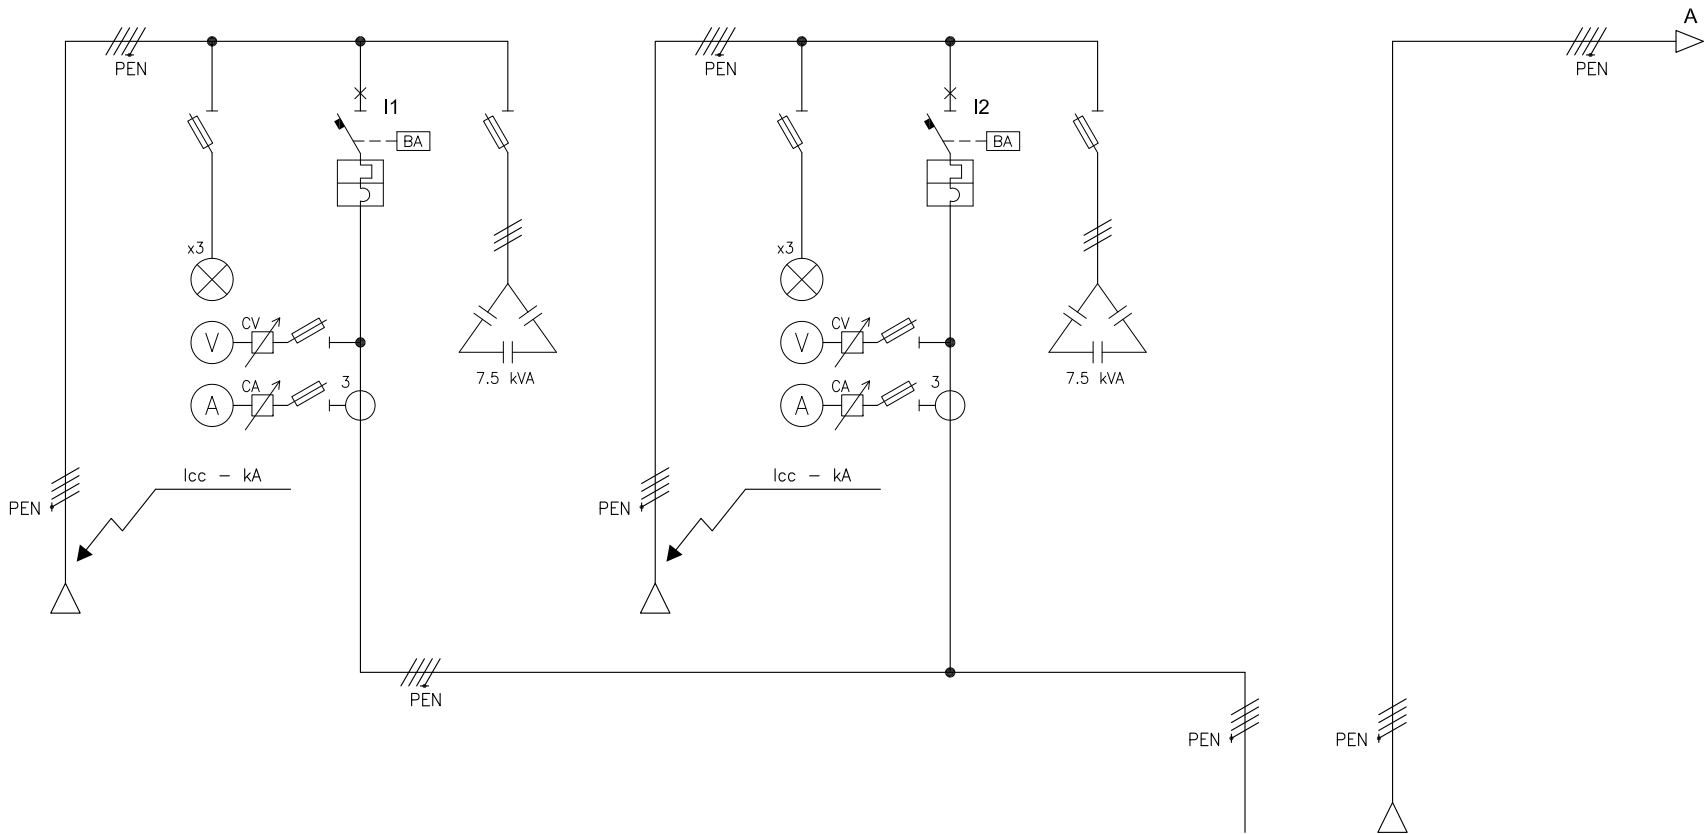 A
PEN
PEN
PEN
I1
I2
BA
BA
x3
x3
CV
CV
V
V
7.5 kVA
7.5 kVA
CA
3
CA
3
A
A
Icc - kA
Icc - kA
PEN
PEN
PEN
PEN
PEN